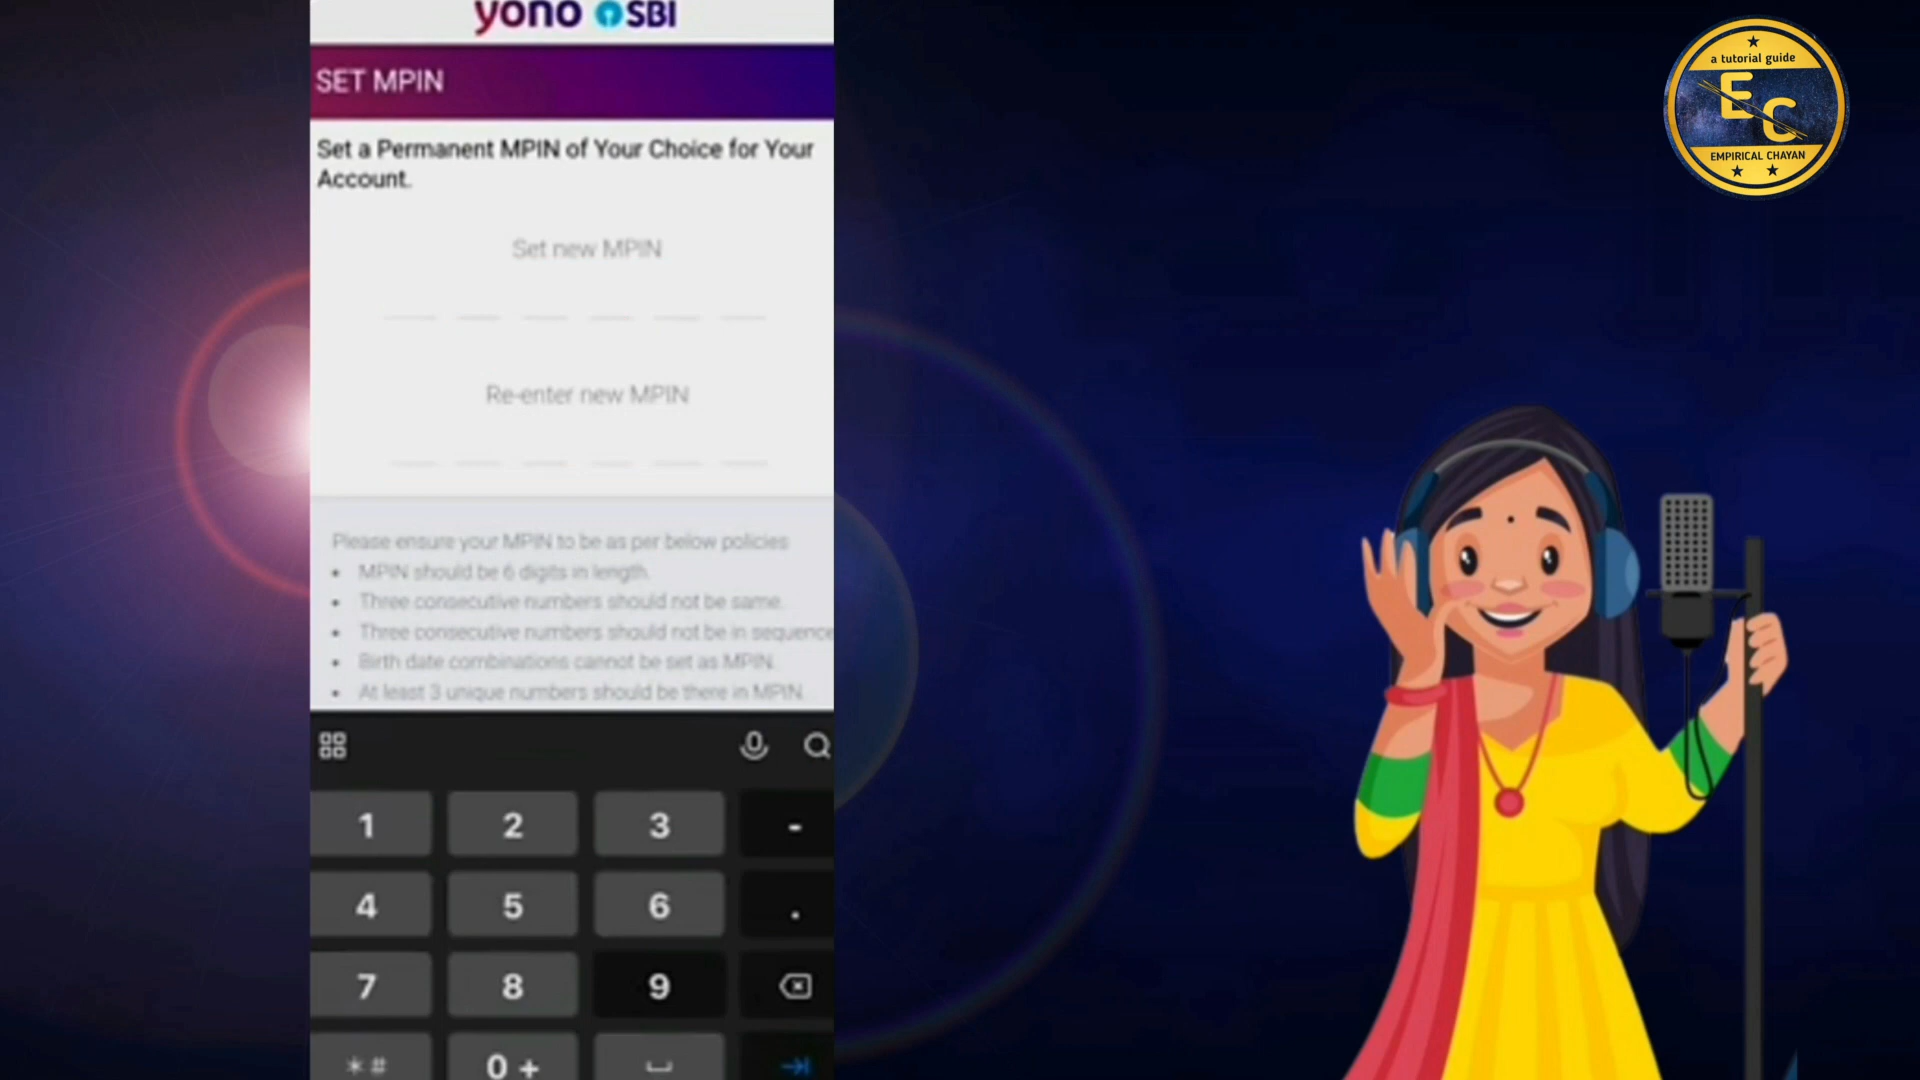 yono SBI
SET MPIN
Set a Permanent MPIN of Your Choice for Your
Account.
Set new MPIN
Re-enter new MPIN
Please ensure your MPIN to be as per below policies
• MPIN should be 6 digits in length.
• Three consecutive numbers should not be same.
• Three consecutive numbers should not be in sequence
• Birth date combinations cannot be set as MPIN.
• At least 3 unique numbers should be there in MPIN.
1 2 3 -
4 5 6 .
7 8 9
* # 0 +
a tutorial guide
EC
EMPIRICAL CHAYAN